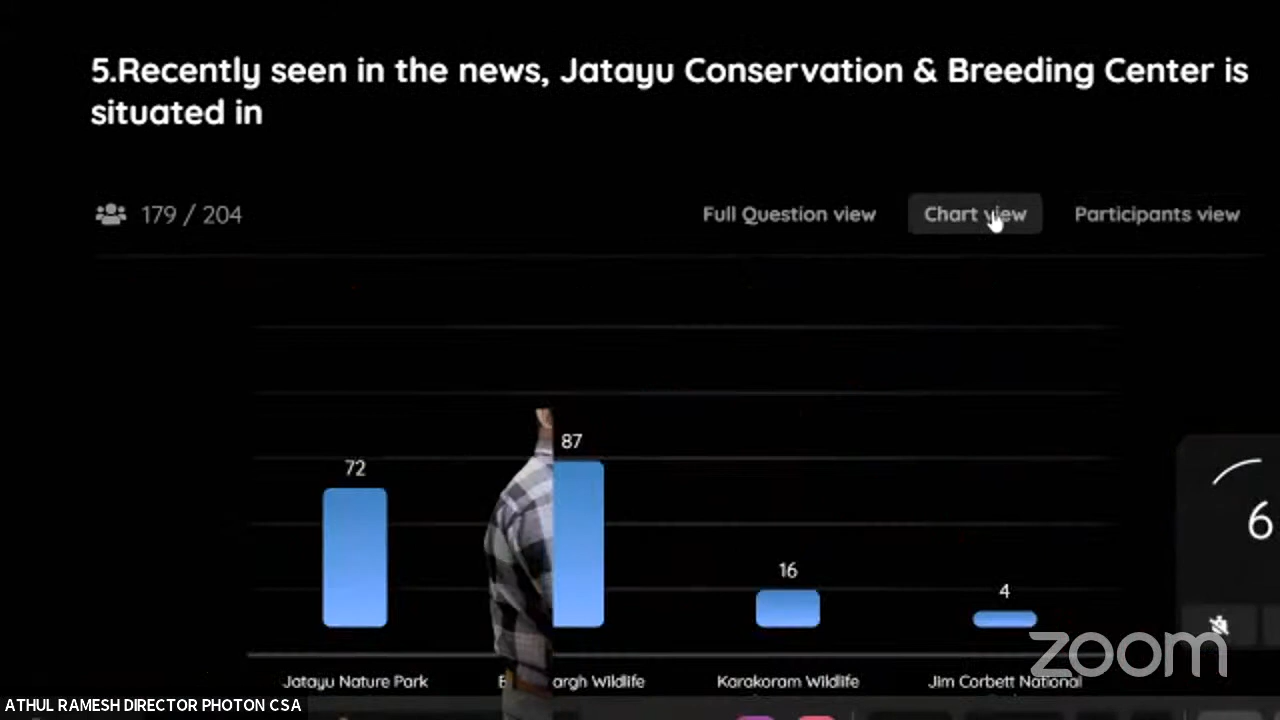 5.Recently seen in the news, Jatayu Conservation & Breeding Center is
situated in
179 / 204
Full Question view
Chart view
Participants view
72
87
16
4
6
Jatayu Nature Park
Wildlife
Karakoram Wildlife
Jim Corbett National
zoom
ATHUL RAMESH DIRECTOR PHOTON CSA